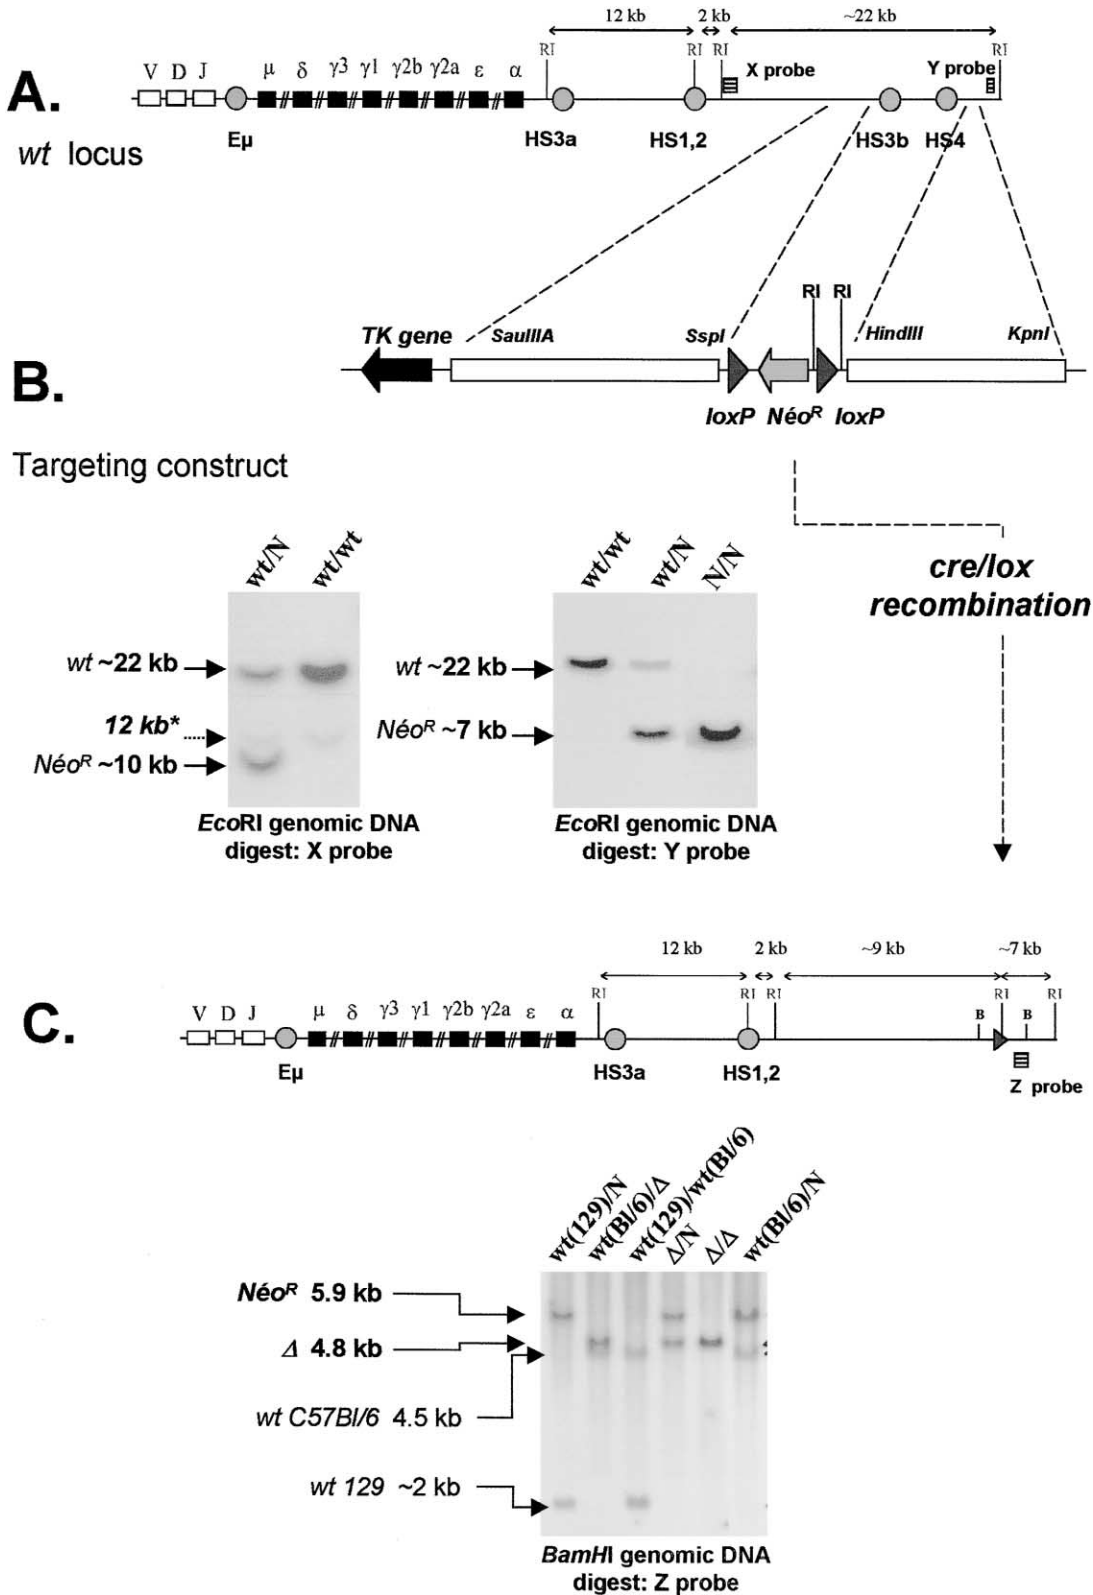 12 kb 2 kb ~22 kb
RI RI RI RI
V D J μ δ γ3 γ1 γ2b γ2a ε α X probe Y probe
A.
Eμ HS3a HS1,2 HS3b HS4
wt locus
RI RI
TK gene SauIIIA SspI HindIII KpnI
B.
loxP NéoR loxP
Targeting construct
cre/lox
recombination
wt/N wt/wt
wt ~22 kb
12 kb*
NéoR ~10 kb
EcoRI genomic DNA
digest: X probe
wt/wt wt/N N/N
wt ~22 kb
NéoR ~7 kb
EcoRI genomic DNA
digest: Y probe
12 kb 2 kb ~9 kb ~7 kb
RI RI RI RI RI
V D J μ δ γ3 γ1 γ2b γ2a ε α B B
C.
Eμ HS3a HS1,2 Z probe
wt(129)/N wt(Bl/6)/Δ wt(129)/wt(Bl/6) Δ/N Δ/Δ wt(Bl/6)/N
NéoR 5.9 kb
Δ 4.8 kb
wt C57Bl/6 4.5 kb
wt 129 ~2 kb
BamHI genomic DNA
digest: Z probe